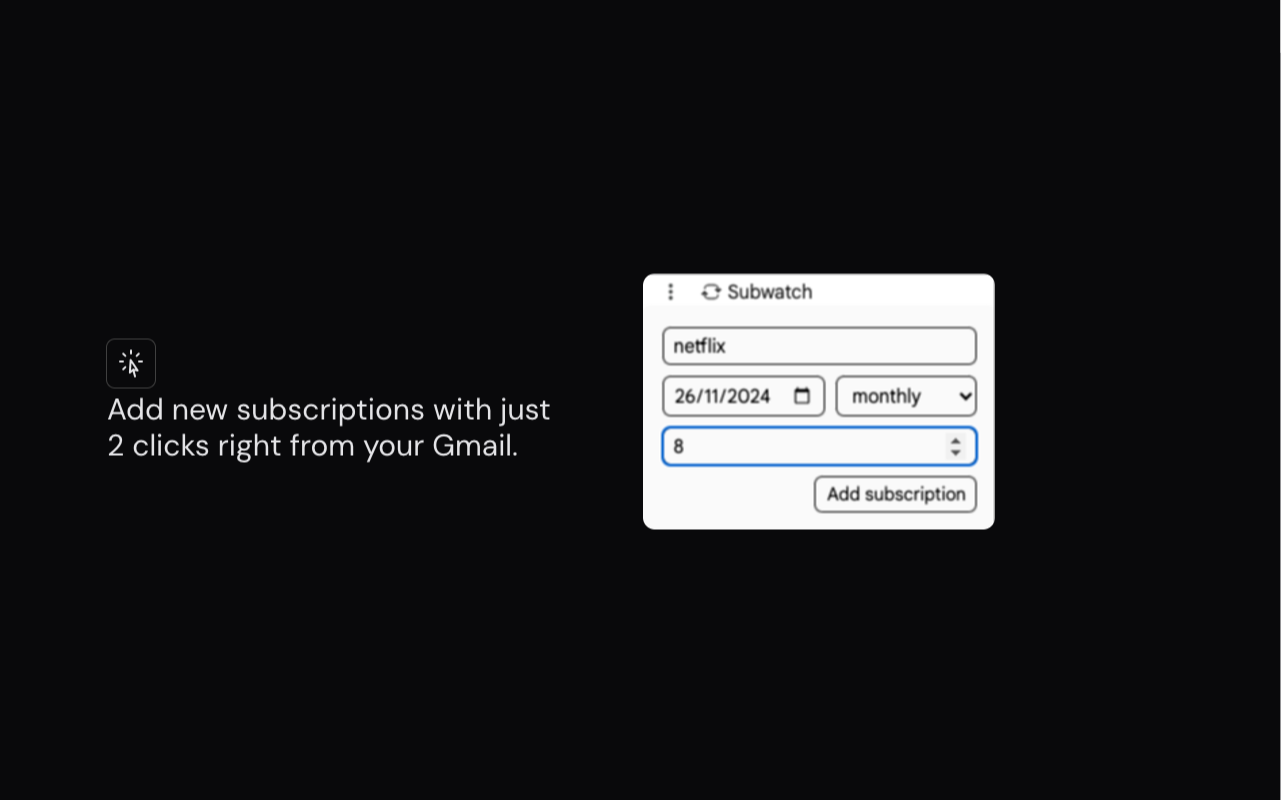 Add new subscriptions with just
2 clicks right from your Gmail.
Subwatch
netflix
26/11/2024
monthly
8
Add subscription